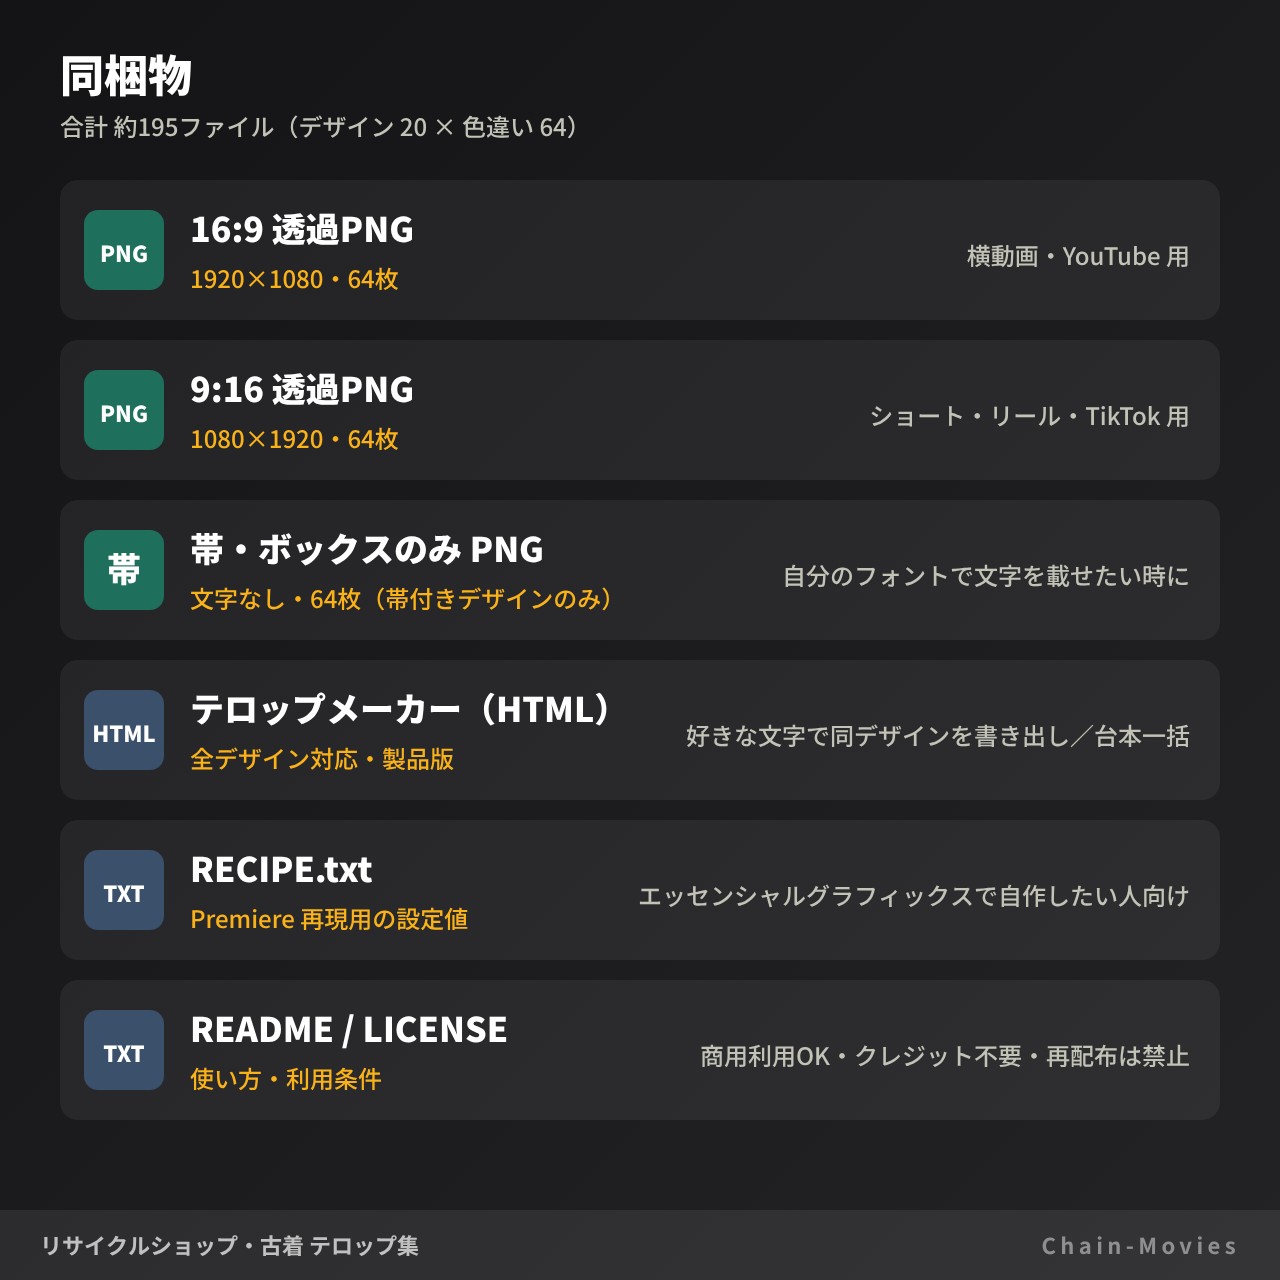 同梱物
合計 約195ファイル（デザイン 20 × 色違い 64）
PNG
16:9 透過PNG
1920×1080・64枚
横動画・YouTube 用
PNG
9:16 透過PNG
1080×1920・64枚
ショート・リール・TikTok 用
帯
帯・ボックスのみ PNG
文字なし・64枚（帯付きデザインのみ）
自分のフォントで文字を載せたい時に
HTML
テロップメーカー（HTML）
全デザイン対応・製品版
好きな文字で同デザインを書き出し／台本一括
TXT
RECIPE.txt
Premiere 再現用の設定値
エッセンシャルグラフィックスで自作したい人向け
TXT
README / LICENSE
使い方・利用条件
商用利用OK・クレジット不要・再配布は禁止
リサイクルショップ・古着 テロップ集
Chain-Movies